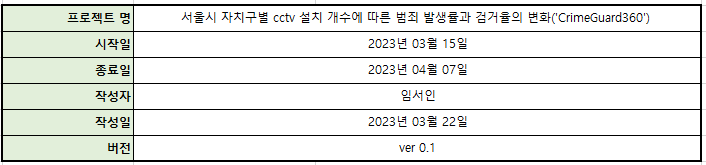 프로젝트 명 서울시 자치구별 cctv 설치 개수에 따른 범죄 발생률과 검거율의 변화('CrimeGuard360')
시작일 2023년 03월 15일
종료일 2023년 04월 07일
작성자 임서인
작성일 2023년 03월 22일
버전 ver 0.1